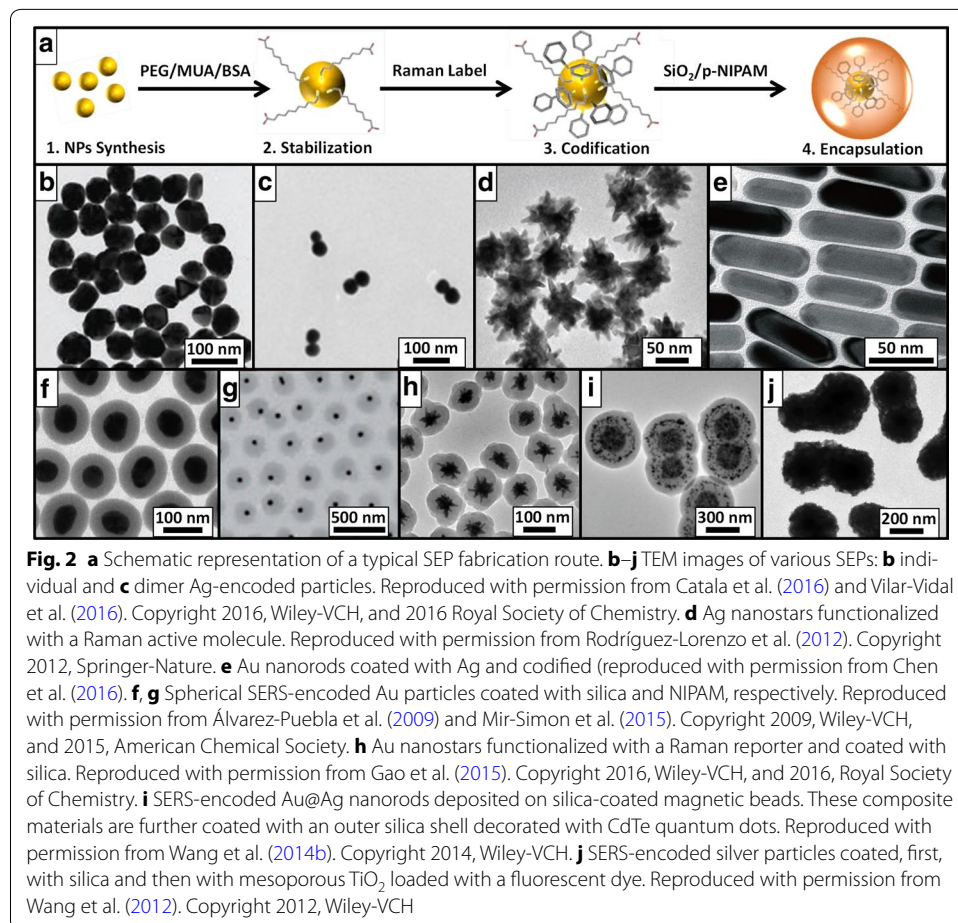 a
PEG/MUA/BSA
Raman Label
SiO₂/p-NIPAM
1. NPs Synthesis
2. Stabilization
3. Codification
4. Encapsulation
b
100 nm
c
100 nm
d
50 nm
e
50 nm
f
100 nm
g
500 nm
h
100 nm
i
300 nm
j
200 nm
Fig. 2 a Schematic representation of a typical SEP fabrication route. b–j TEM images of various SEPs: b indi-
vidual and c dimer Ag-encoded particles. Reproduced with permission from Catala et al. (2016) and Vilar-Vidal
et al. (2016). Copyright 2016, Wiley-VCH, and 2016 Royal Society of Chemistry. d Ag nanostars functionalized
with a Raman active molecule. Reproduced with permission from Rodríguez-Lorenzo et al. (2012). Copyright
2012, Springer-Nature. e Au nanorods coated with Ag and codified (reproduced with permission from Chen
et al. (2016). f, g Spherical SERS-encoded Au particles coated with silica and NIPAM, respectively. Reproduced
with permission from Álvarez-Puebla et al. (2009) and Mir-Simon et al. (2015). Copyright 2009, Wiley-VCH,
and 2015, American Chemical Society. h Au nanostars functionalized with a Raman reporter and coated with
silica. Reproduced with permission from Gao et al. (2015). Copyright 2016, Wiley-VCH, and 2016, Royal Society
of Chemistry. i SERS-encoded Au@Ag nanorods deposited on silica-coated magnetic beads. These composite
materials are further coated with an outer silica shell decorated with CdTe quantum dots. Reproduced with
permission from Wang et al. (2014b). Copyright 2014, Wiley-VCH. j SERS-encoded silver particles coated, first,
with silica and then with mesoporous TiO₂ loaded with a fluorescent dye. Reproduced with permission from
Wang et al. (2012). Copyright 2012, Wiley-VCH